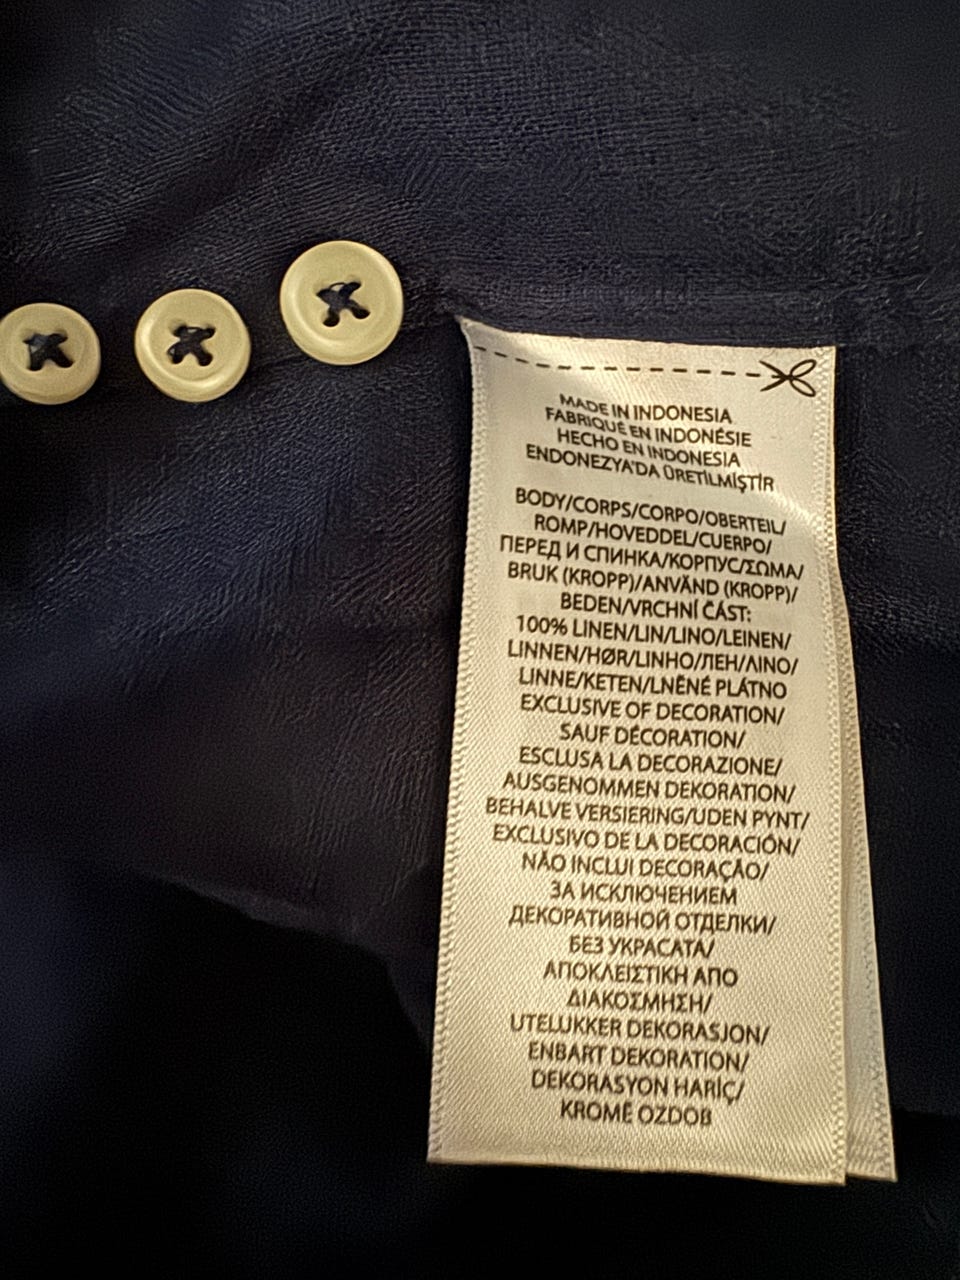 MADE IN INDONESIA
FABRIQUÉ EN INDONÉSIE
HECHO EN INDONESIA
ENDONEZYA'DA ÜRETİLMİŞTİR
BODY/CORPS/CORPO/OBERTEIL/
ROMP/HOVEDDEL/CUERPO/
ПЕРЕД И СПИНКА/КОРПУС/ΣΩΜΑ/
BRUK (KROPP)/ANVÄND (KROPP)/
BEDEN/VRCHNÍ ČÁST:
100% LINEN/LIN/LINO/LEINEN/
LINNEN/HØR/LINHO/ЛЕН/ΛΙΝΟ/
LINNE/KETEN/LNĚNÉ PLÁTNO
EXCLUSIVE OF DECORATION/
SAUF DÉCORATION/
ESCLUSA LA DECORAZIONE/
AUSGENOMMEN DEKORATION/
BEHALVE VERSIERING/UDEN PYNT/
EXCLUSIVO DE LA DECORACIÓN/
NÃO INCLUI DECORAÇÃO/
ЗА ИСКЛЮЧЕНИЕМ
ДЕКОРАТИВНОЙ ОТДЕЛКИ/
БЕЗ УКРАСАТА/
ΑΠΟΚΛΕΙΣΤΙΚΗ ΑΠΟ
ΔΙΑΚΟΣΜΗΣΗ/
UTELUKKER DEKORASJON/
ENBART DEKORATION/
DEKORASYON HARİÇ/
KROMĚ OZDOB